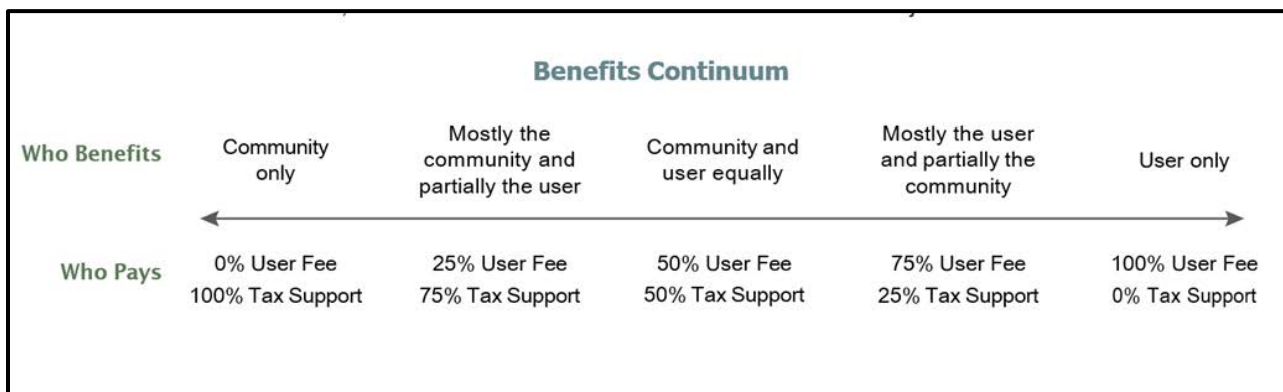 Benefits Continuum
Who Benefits
Community
only
Mostly the
community and
partially the user
Community and
user equally
Mostly the user
and partially the
community
User only
Who Pays
0% User Fee
100% Tax Support
25% User Fee
75% Tax Support
50% User Fee
50% Tax Support
75% User Fee
25% Tax Support
100% User Fee
0% Tax Support